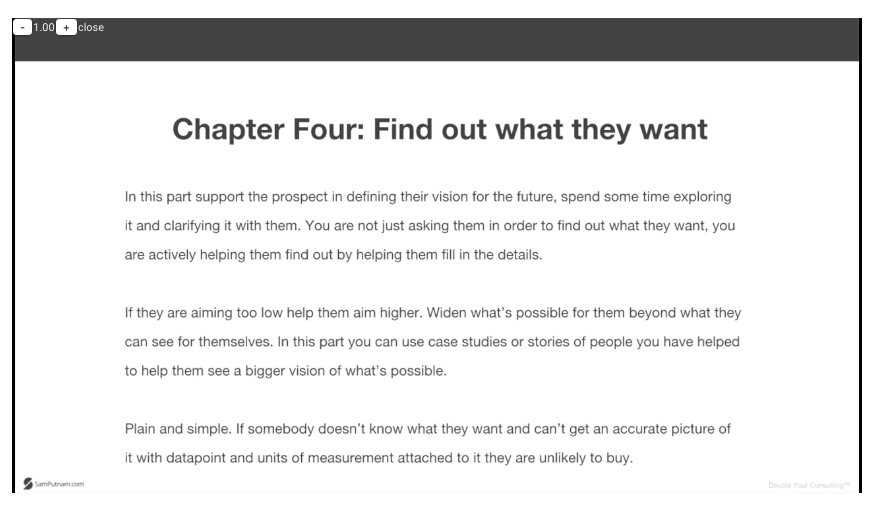 - 1.00 + close
Chapter Four: Find out what they want
In this part support the prospect in defining their vision for the future, spend some time exploring
it and clarifying it with them. You are not just asking them in order to find out what they want, you
are actively helping them find out by helping them fill in the details.
If they are aiming too low help them aim higher. Widen what's possible for them beyond what they
can see for themselves. In this part you can use case studies or stories of people you have helped
to help them see a bigger vision of what's possible.
Plain and simple. If somebody doesn't know what they want and can't get an accurate picture of
it with datapoint and units of measurement attached to it they are unlikely to buy.
SamPutnam.com
Double Your Consulting™